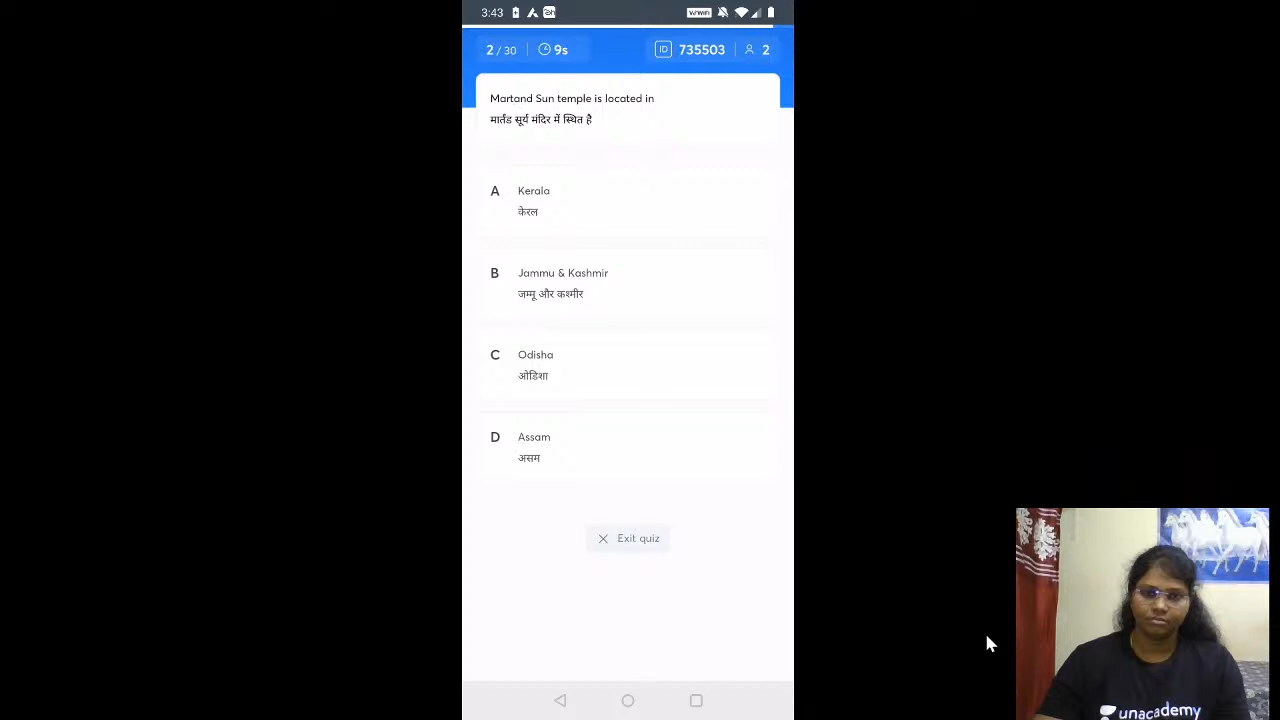 3:43
2 / 30
9s
ID
735503
2
Martand Sun temple is located in
मार्तंड सूर्य मंदिर में स्थित है
A
Kerala
केरल
B
Jammu & Kashmir
जम्मू और कश्मीर
C
Odisha
ओडिशा
D
Assam
असम
Exit quiz
unacademy